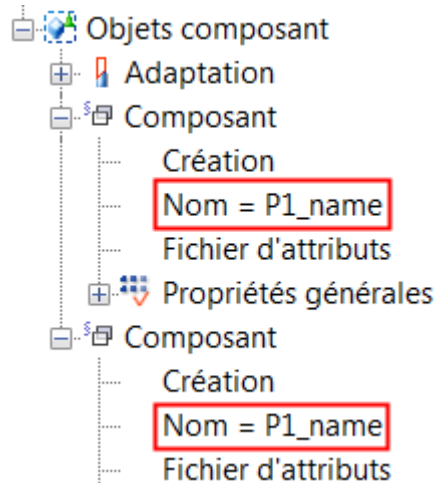 Objets composant
Adaptation
Composant
Création
Nom = P1_name
Fichier d'attributs
Propriétés générales
Composant
Création
Nom = P1_name
Fichier d'attributs